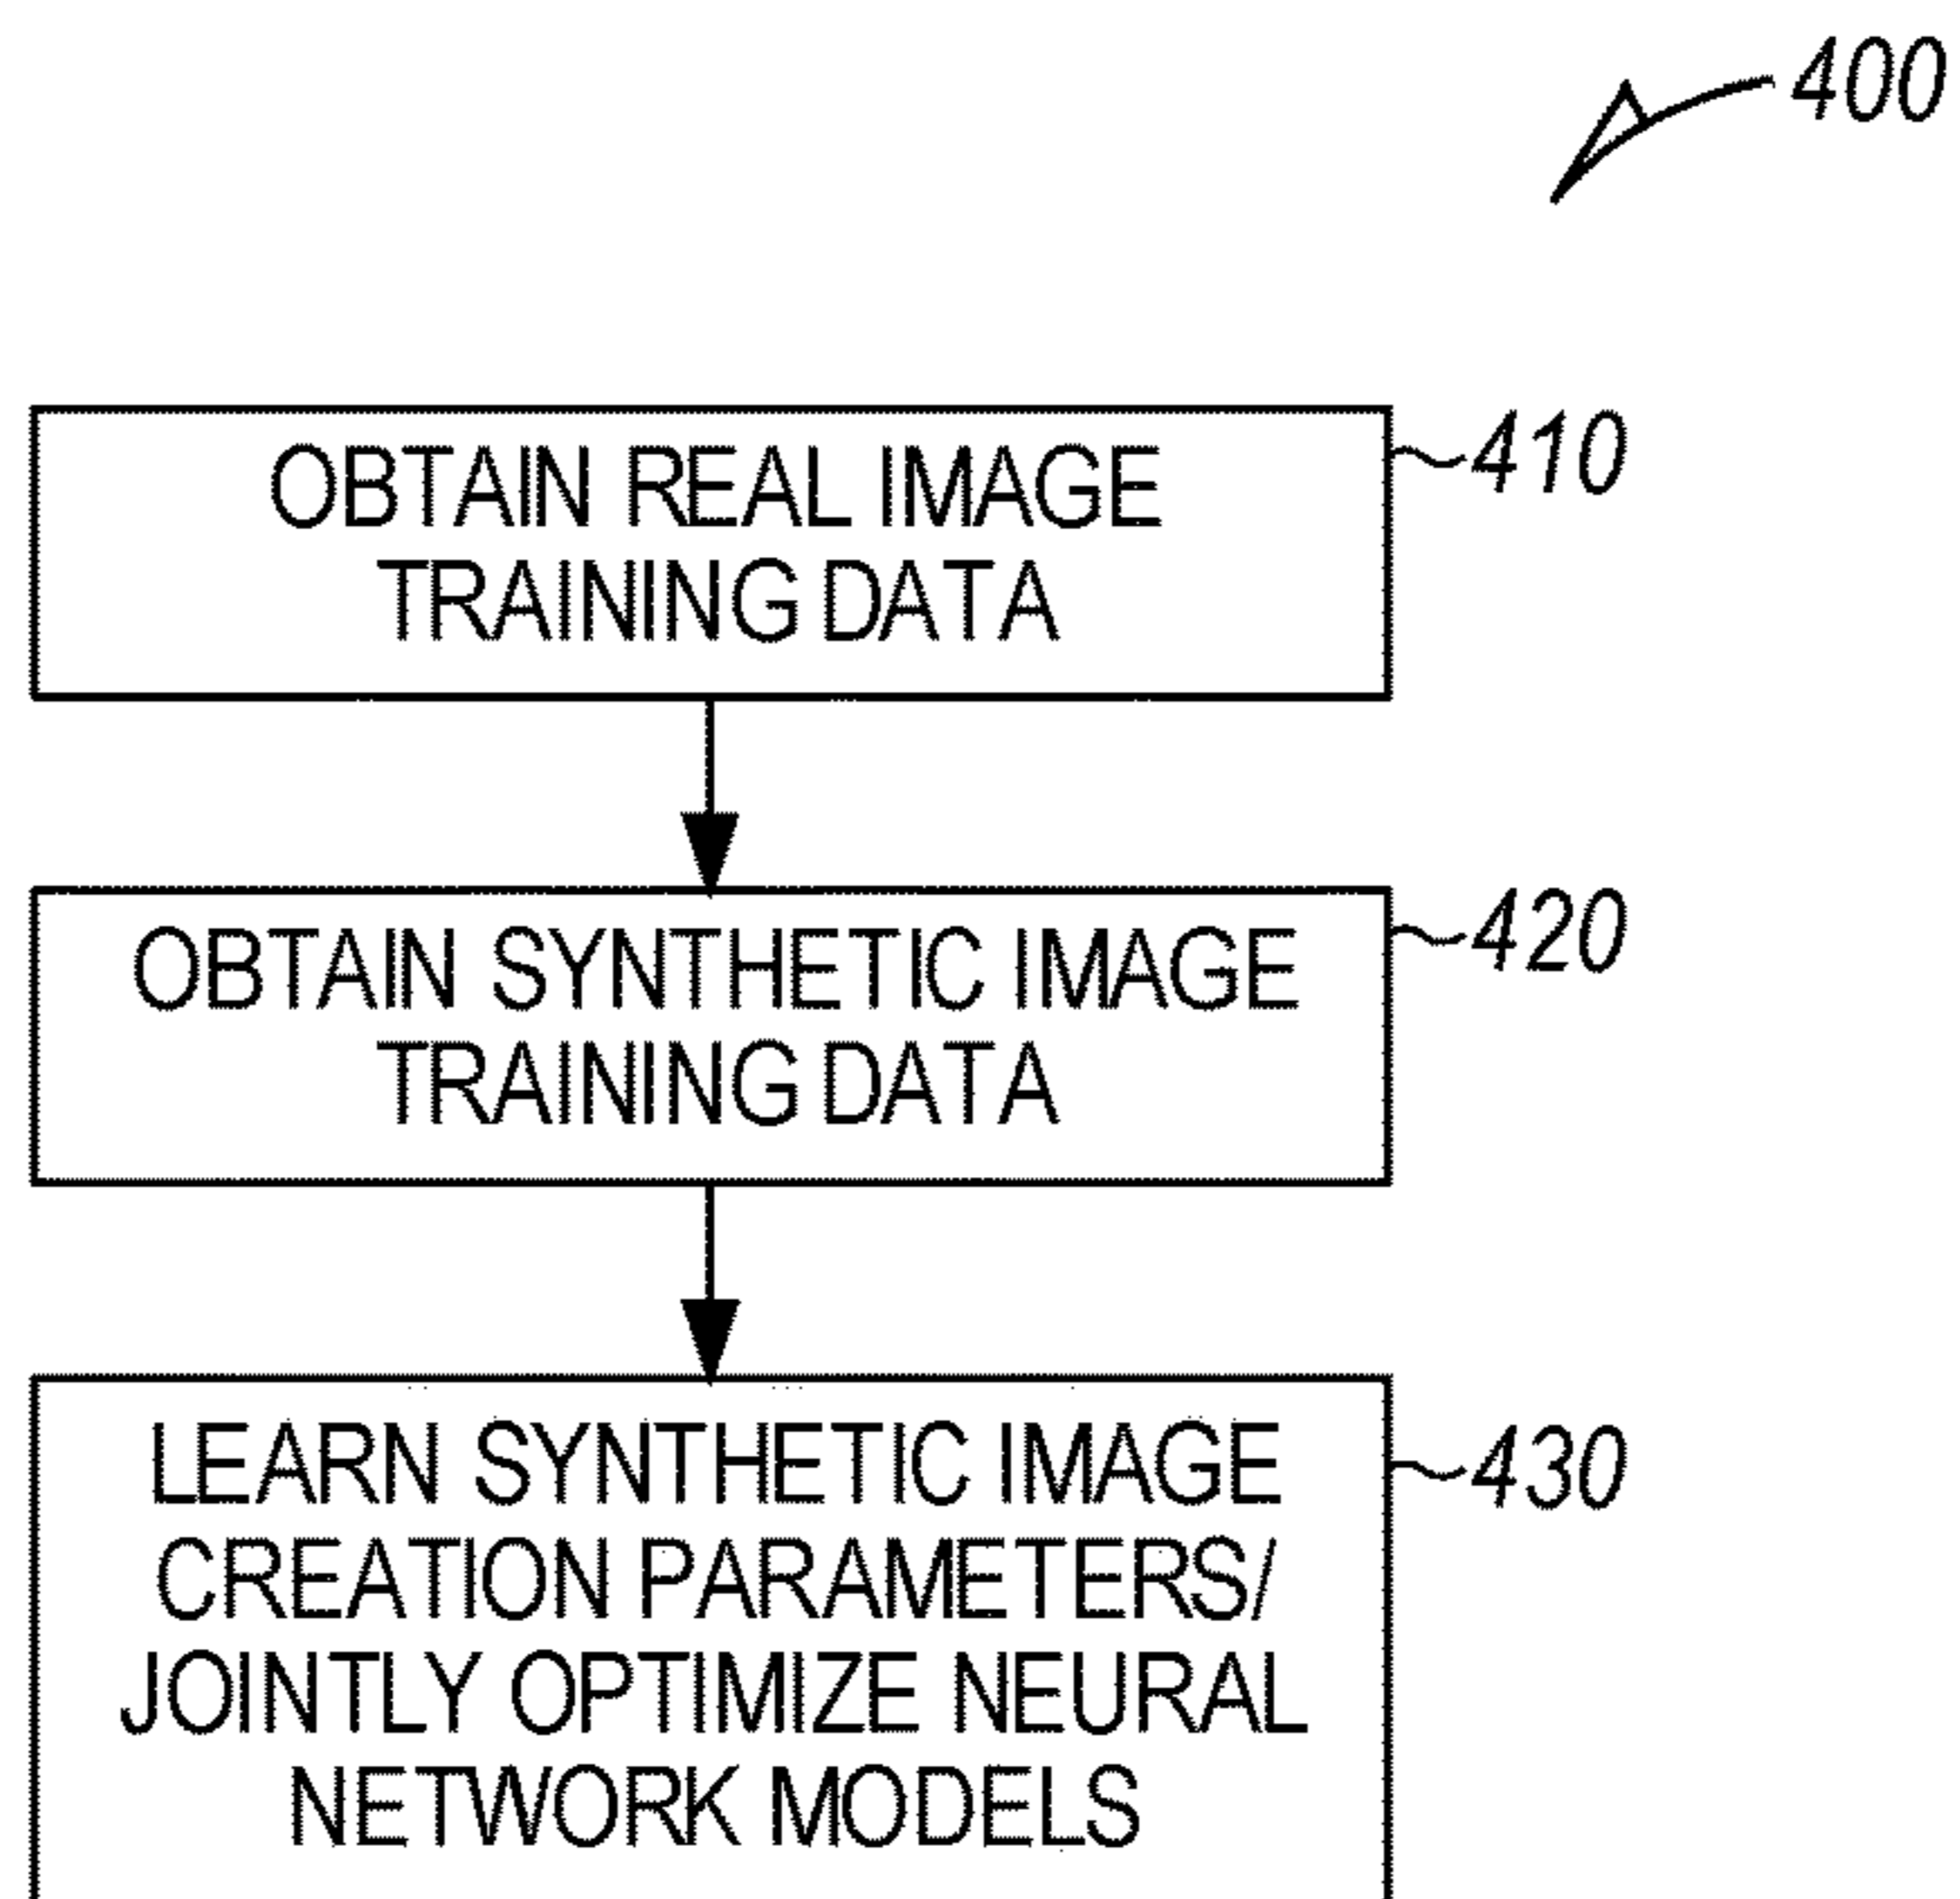 400
OBTAIN REAL IMAGE
TRAINING DATA
410
OBTAIN SYNTHETIC IMAGE
TRAINING DATA
420
LEARN SYNTHETIC IMAGE
CREATION PARAMETERS/
JOINTLY OPTIMIZE NEURAL
NETWORK MODELS
430